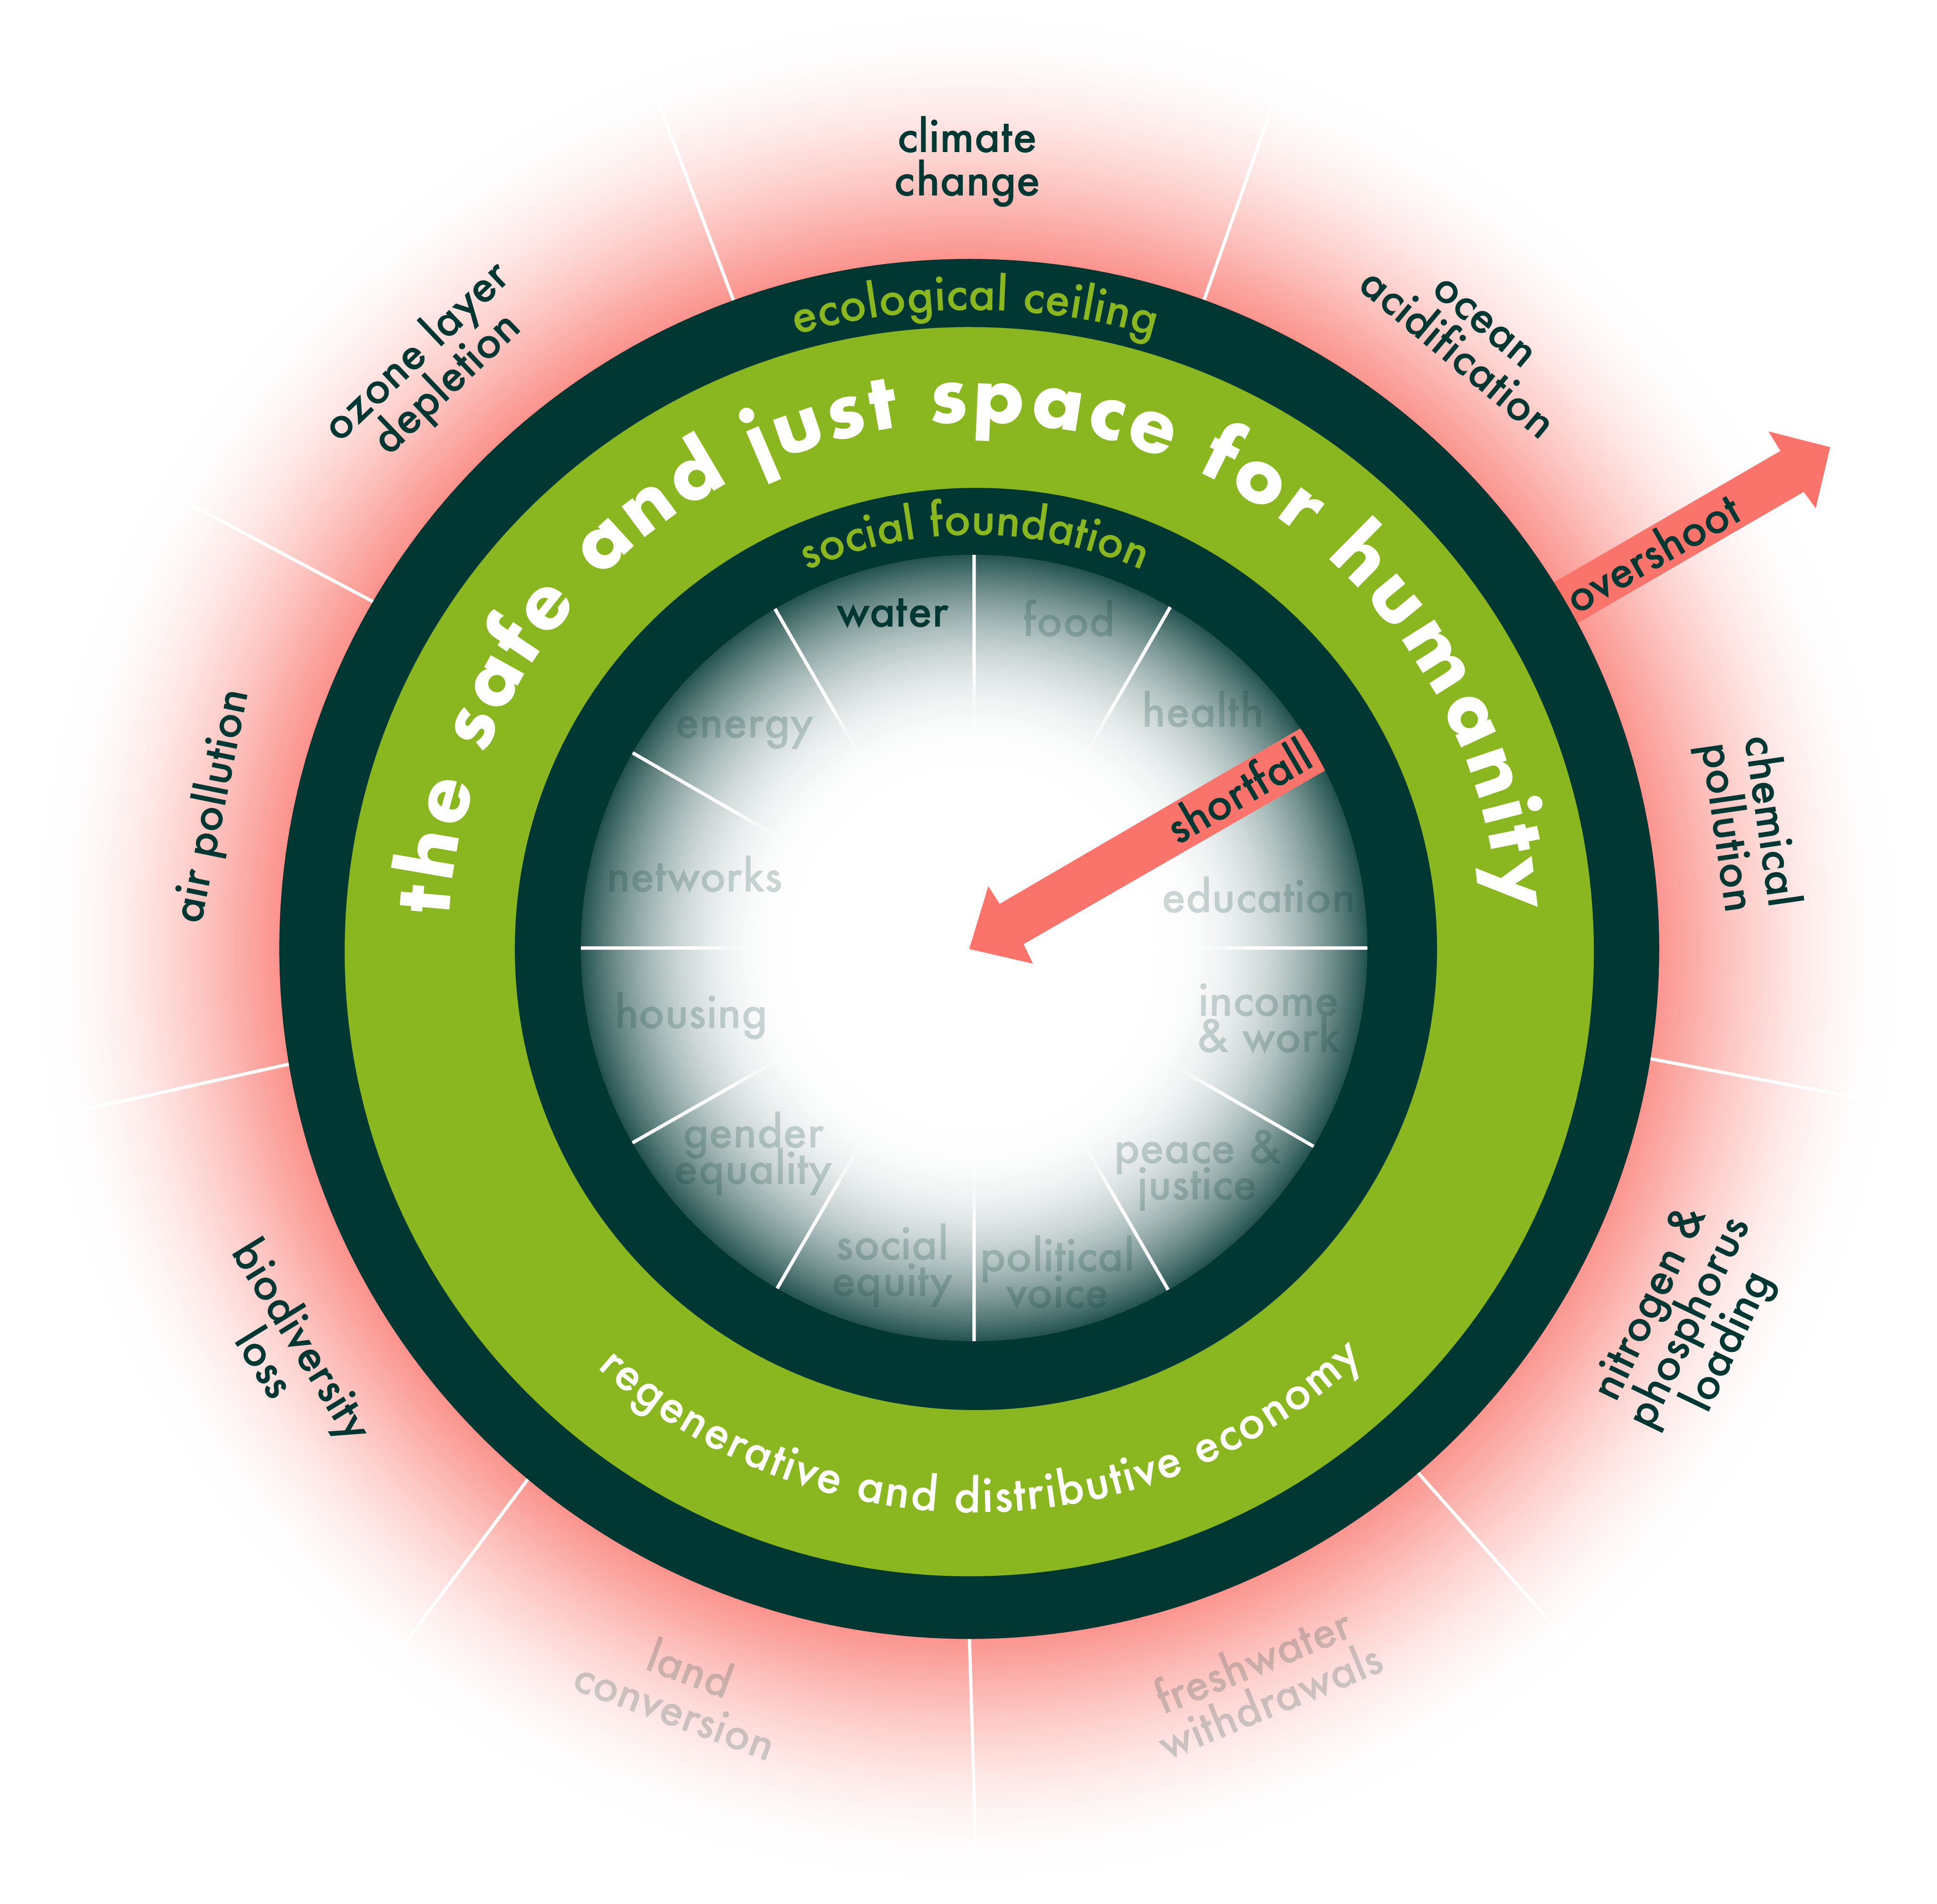 climate
change
ocean
acidification
overshoot
chemical
pollution
nitrogen &
phosphorus
loading
freshwater
withdrawals
land
conversion
biodiversity
loss
air pollution
ozone layer
depletion
ecological ceiling
the safe and just space for humanity
social foundation
water
food
health
shortfall
education
income
& work
peace &
justice
political
voice
social
equity
gender
equality
housing
networks
energy
regenerative and distributive economy